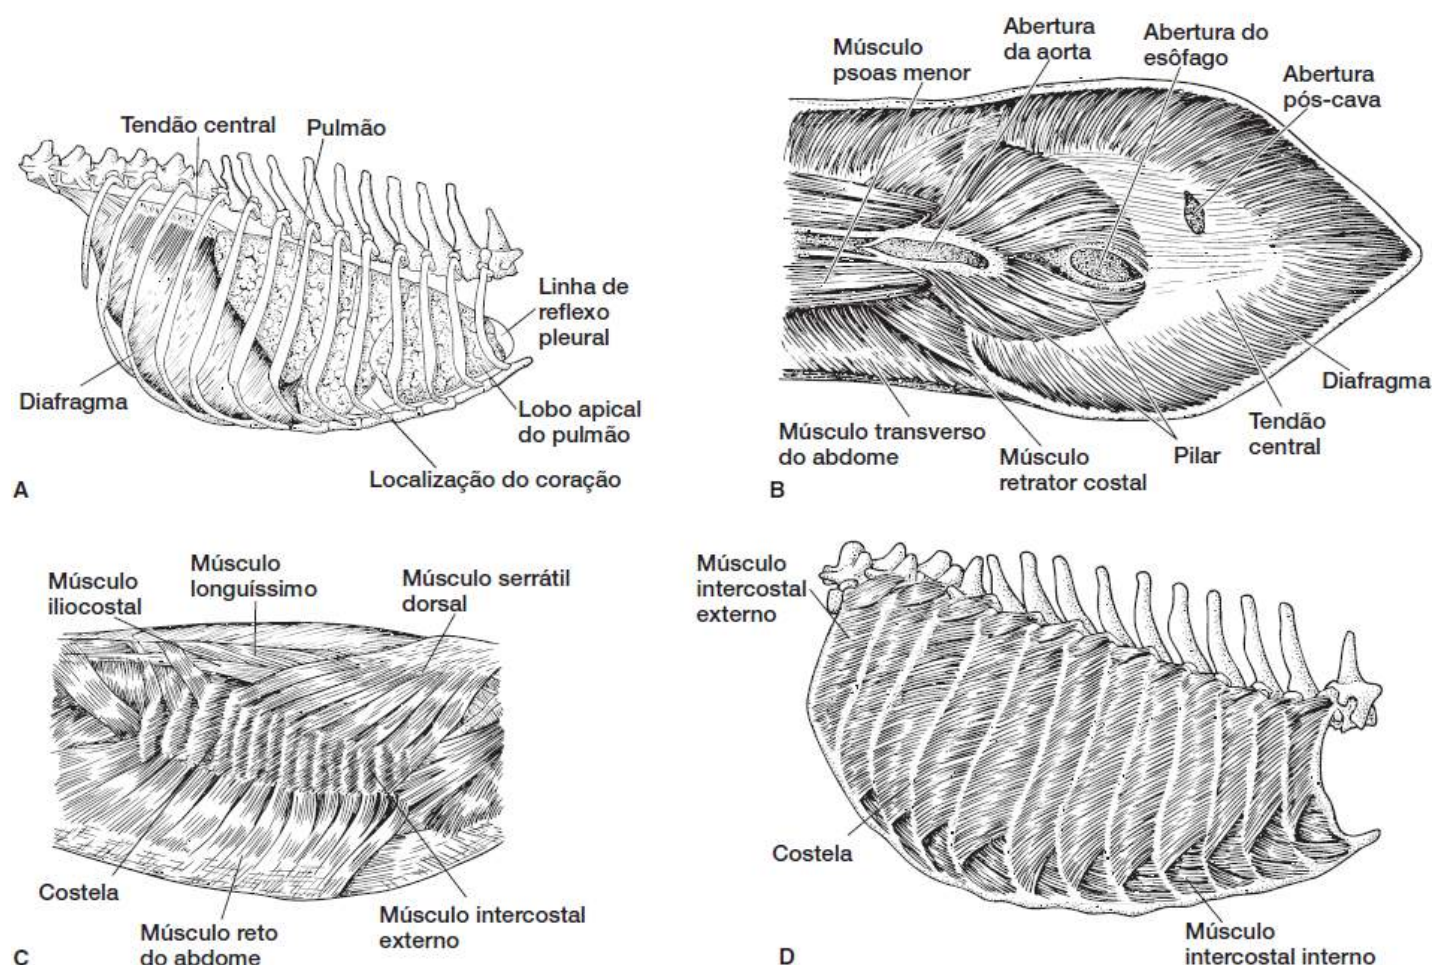 Tendão central
Pulmão
Linha de
reflexo
pleural
Diafragma
Lobo apical
do pulmão
Localização do coração
A
Músculo
psoas menor
Abertura
da aorta
Abertura do
esôfago
Abertura
pós-cava
Diafragma
Tendão
central
Pilar
Músculo
retrator costal
Músculo transverso
do abdome
B
Músculo
iliocostal
Músculo
longuíssimo
Músculo serrátil
dorsal
Costela
Músculo reto
do abdome
Músculo intercostal
externo
C
Músculo
intercostal
externo
Costela
Músculo
intercostal interno
D